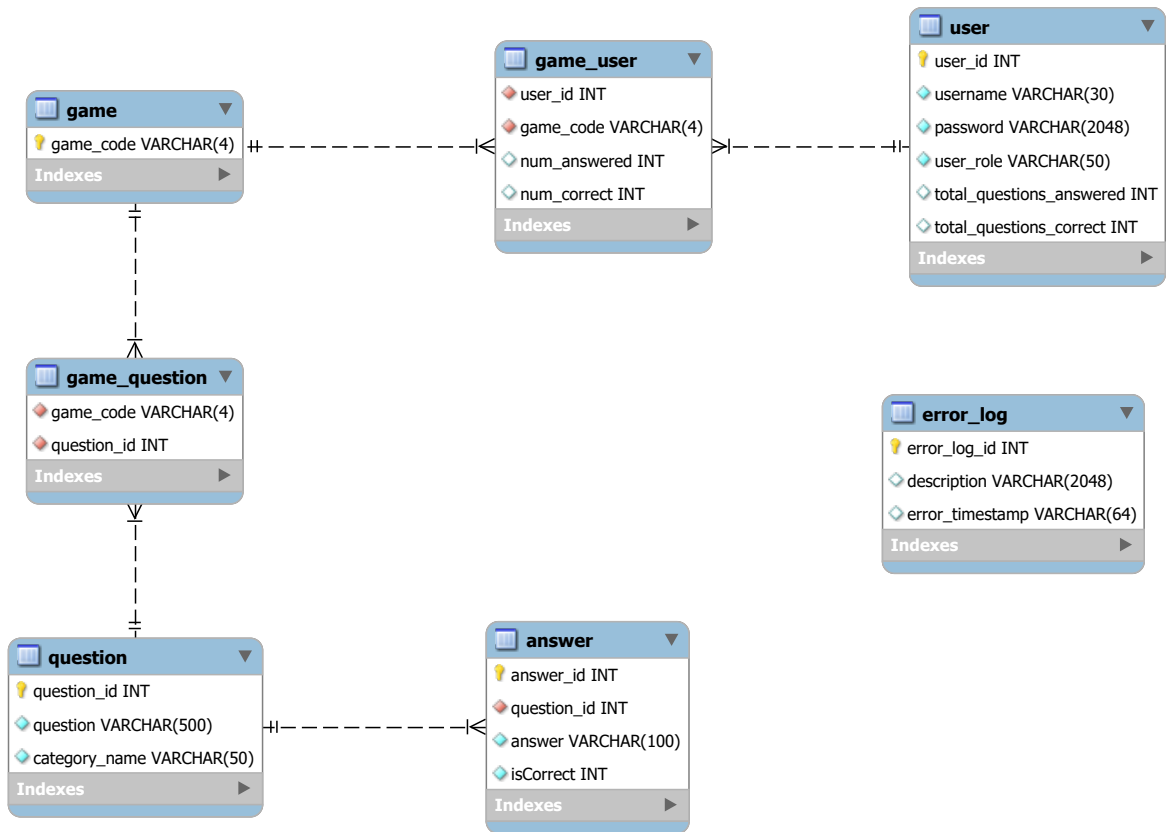 game
game_code VARCHAR(4)
Indexes
game_user
user_id INT
game_code VARCHAR(4)
num_answered INT
num_correct INT
Indexes
user
user_id INT
username VARCHAR(30)
password VARCHAR(2048)
user_role VARCHAR(50)
total_questions_answered INT
total_questions_correct INT
Indexes
game_question
game_code VARCHAR(4)
question_id INT
Indexes
error_log
error_log_id INT
description VARCHAR(2048)
error_timestamp VARCHAR(64)
Indexes
question
question_id INT
question VARCHAR(500)
category_name VARCHAR(50)
Indexes
answer
answer_id INT
question_id INT
answer VARCHAR(100)
isCorrect INT
Indexes